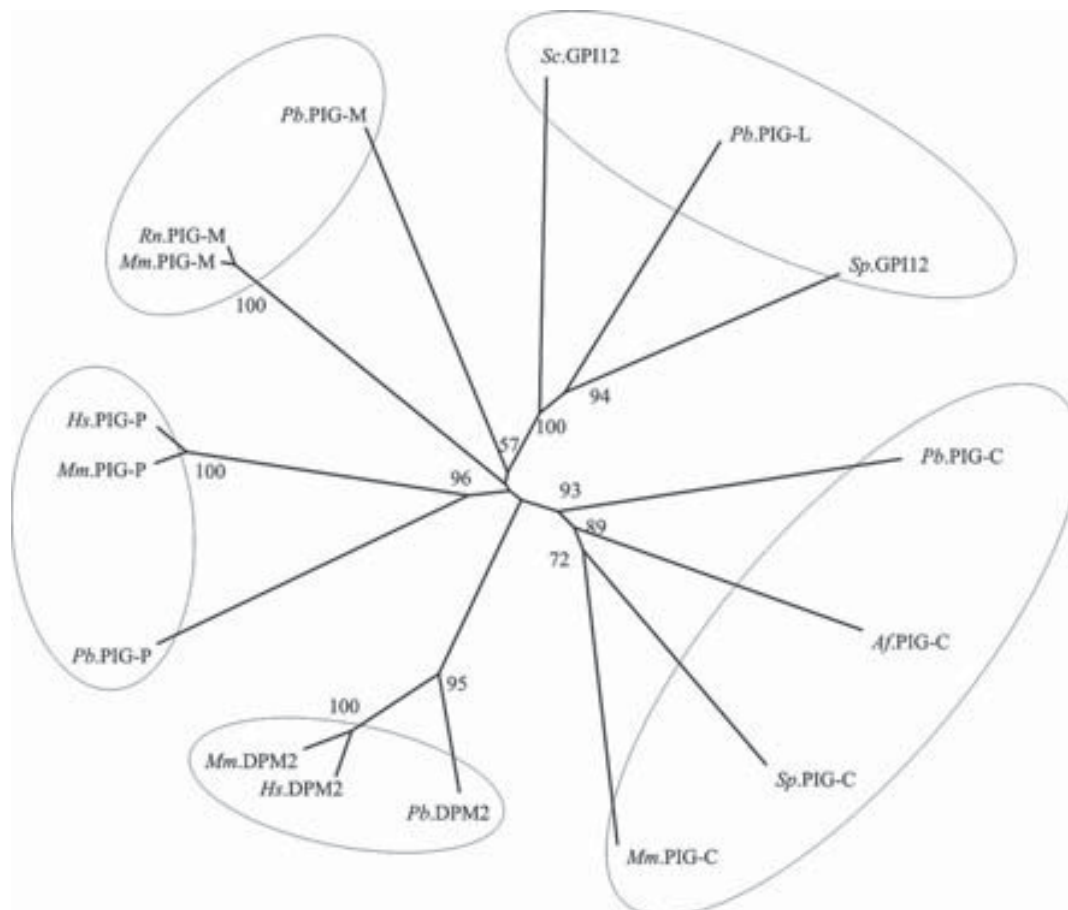 Sc.GPI12
Pb.PIG-M
Pb.PIG-L
Rn.PIG-M
Mm.PIG-M
Sp.GPI12
100
94
100
57
Hs.PIG-P
Mm.PIG-P
100
96
93
Pb.PIG-C
89
72
Af.PIG-C
Pb.PIG-P
95
100
Mm.DPM2
Hs.DPM2
Pb.DPM2
Sp.PIG-C
Mm.PIG-C